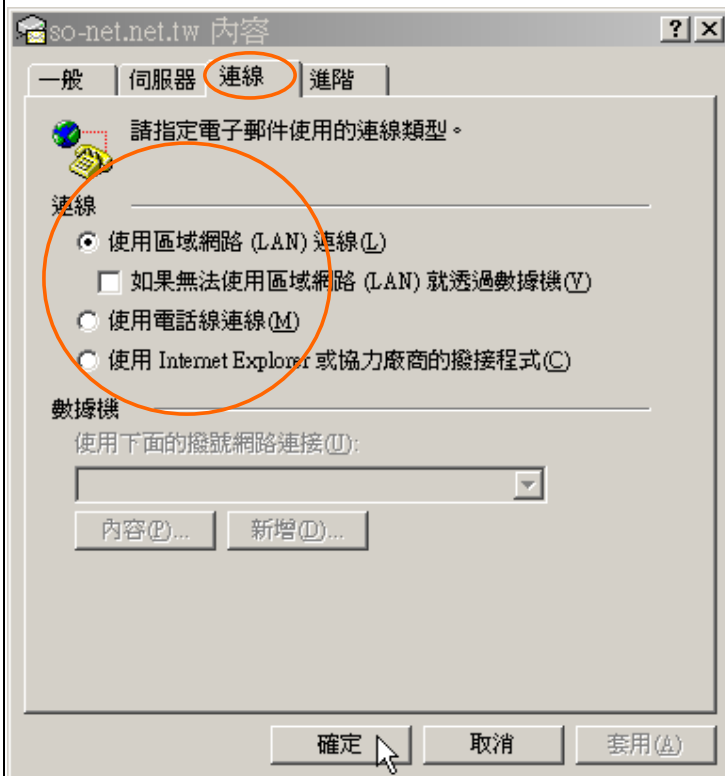 so-net.net.tw 內容
一般 伺服器 連線 進階
請指定電子郵件使用的連線類型。
連線
使用區域網路 (LAN) 連線(L)
如果無法使用區域網路 (LAN) 就透過數據機(Y)
使用電話線連線(M)
使用 Internet Explorer 或協力廠商的撥接程式(C)
數據機
使用下面的撥號網路連接(U):
內容(P)... 新增(D)...
確定 取消 套用(A)